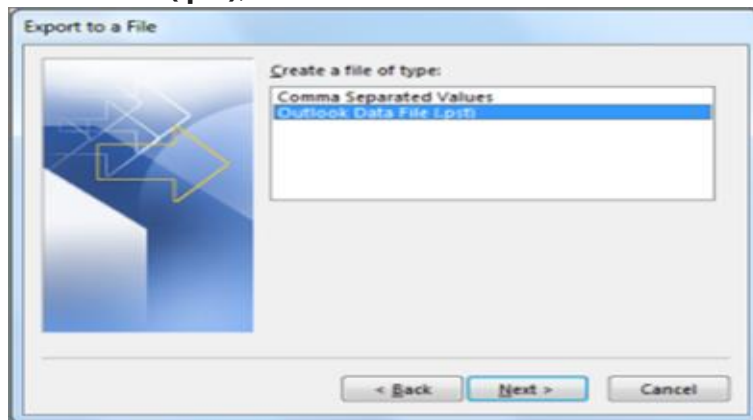 Export to a File
Create a file of type:
Comma Separated Values
Outlook Data File (.pst)
< Back
Next >
Cancel